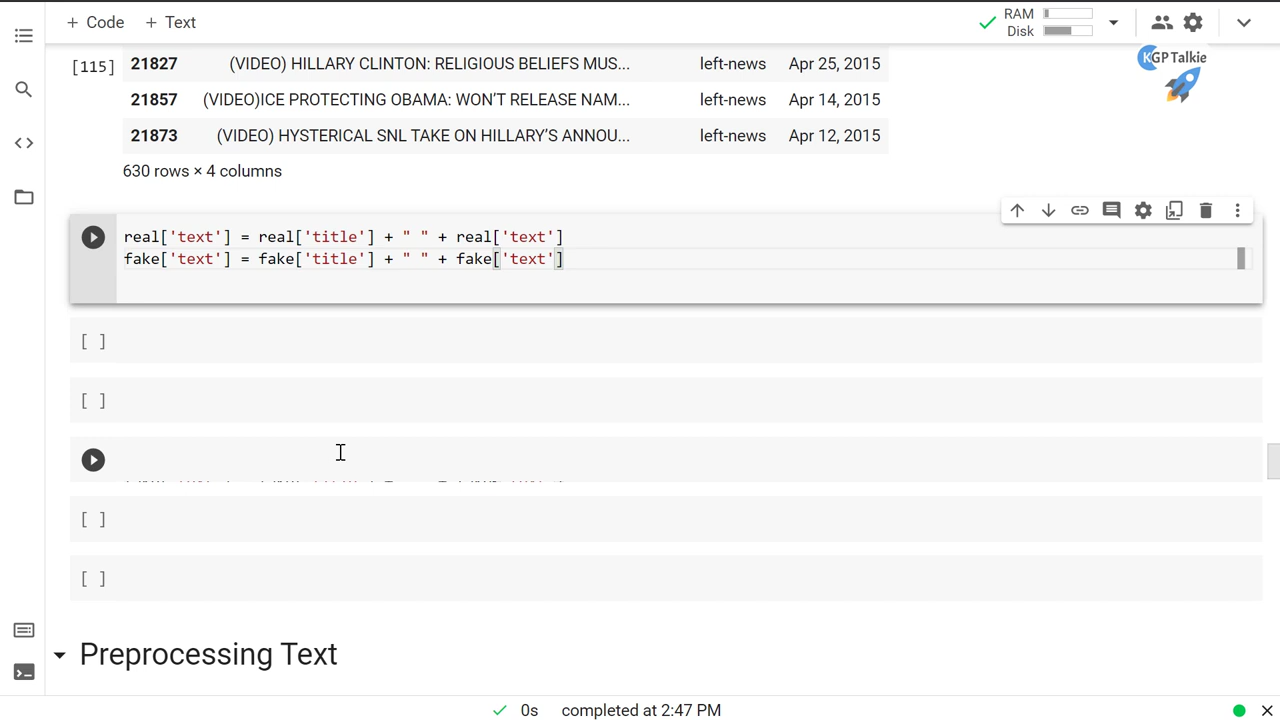 + Code + Text
RAM
Disk
KGP Talkie
[115] 21827 (VIDEO) HILLARY CLINTON: RELIGIOUS BELIEFS MUS... left-news Apr 25, 2015
21857 (VIDEO)ICE PROTECTING OBAMA: WON'T RELEASE NAM... left-news Apr 14, 2015
21873 (VIDEO) HYSTERICAL SNL TAKE ON HILLARY'S ANNOU... left-news Apr 12, 2015
630 rows × 4 columns
real['text'] = real['title'] + " " + real['text']
fake['text'] = fake['title'] + " " + fake['text']
[ ]
[ ]
[ ]
[ ]
Preprocessing Text
0s completed at 2:47 PM